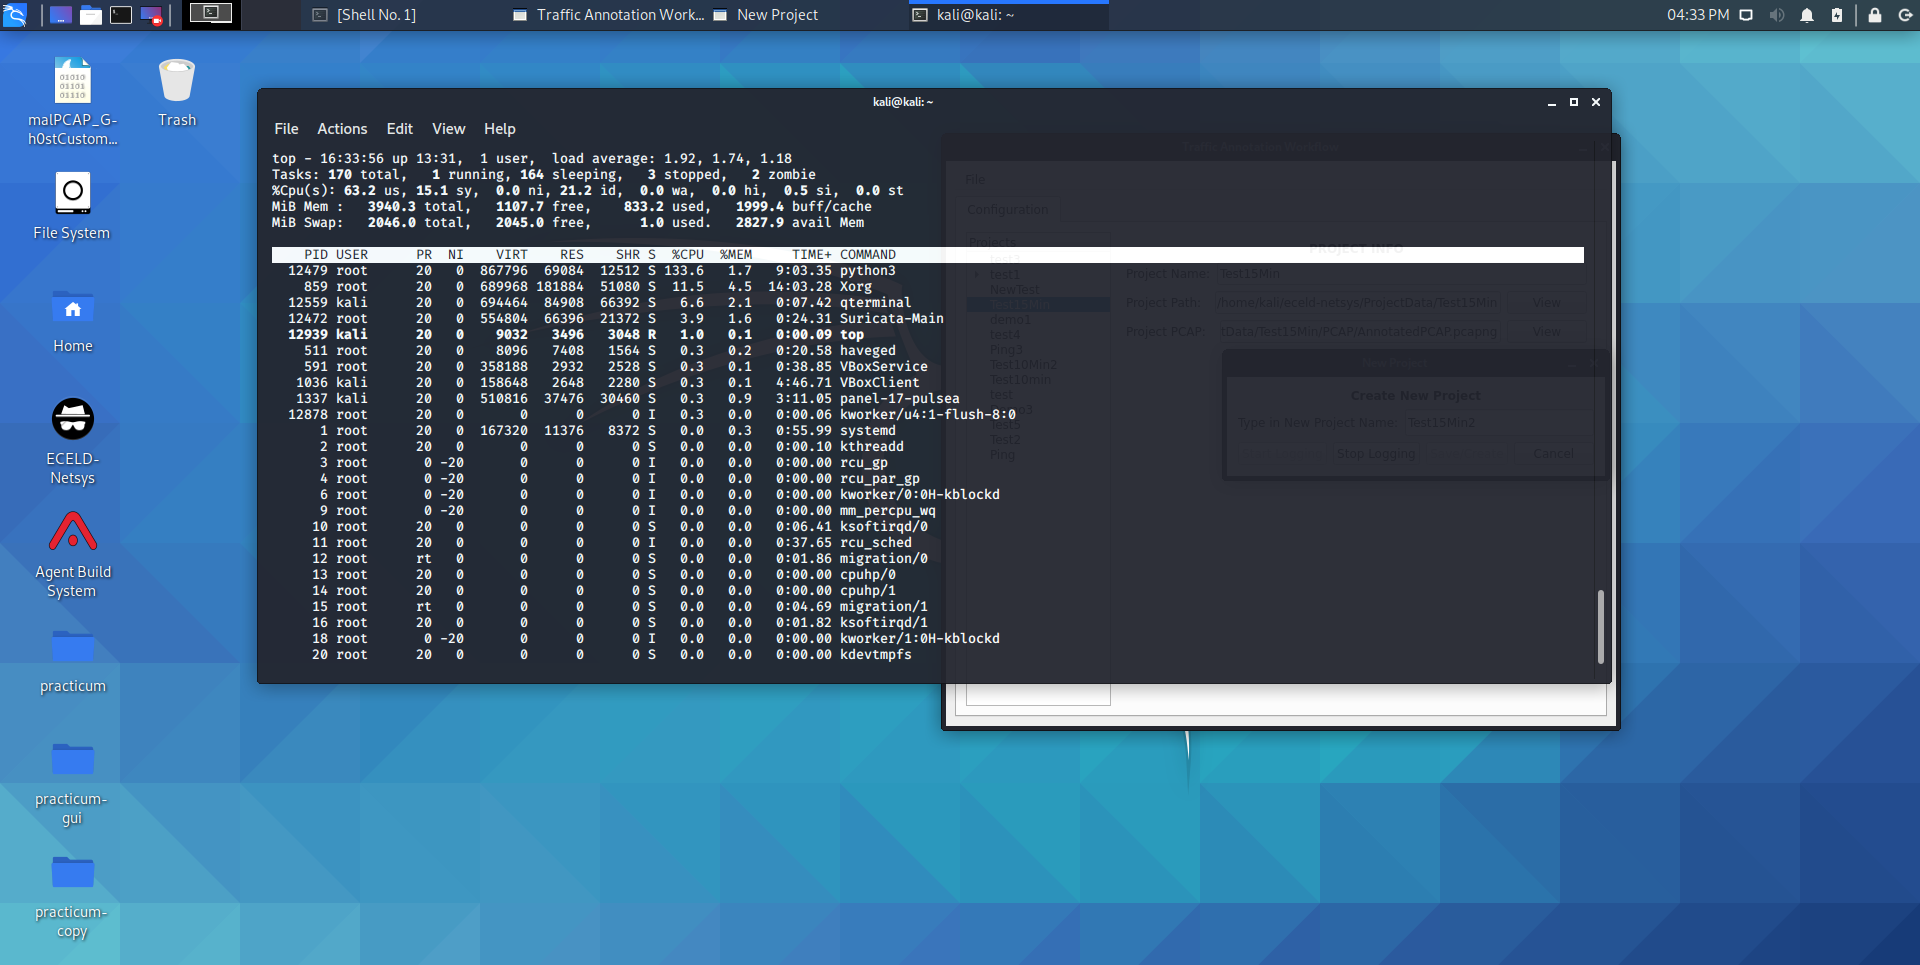 [Shell No. 1]
Traffic Annotation Work...
New Project
kali@kali: ~
04:33 PM
malPCAP_G-
h0stCustom...
Trash
File System
Home
ECELD-
Netsys
Agent Build
System
practicum
practicum-
gui
practicum-
copy
kali@kali: ~
File Actions Edit View Help
top - 16:33:56 up 13:31,  1 user,  load average: 1.92, 1.74, 1.18
Tasks: 170 total,   1 running, 164 sleeping,   3 stopped,   2 zombie
%Cpu(s): 63.2 us, 15.1 sy,  0.0 ni, 21.2 id,  0.0 wa,  0.0 hi,  0.5 si,  0.0 st
MiB Mem :   3940.3 total,   1107.7 free,    833.2 used,   1999.4 buff/cache
MiB Swap:   2046.0 total,   2045.0 free,      1.0 used.   2827.9 avail Mem
PID USER PR NI VIRT RES SHR S %CPU %MEM TIME+ COMMAND
12479 root 20 0 867796 69084 12512 S 133.6 1.7 9:03.35 python3
859 root 20 0 689968 181884 51080 S 11.5 4.5 14:03.28 Xorg
12559 kali 20 0 694464 84908 66392 S 6.6 2.1 0:07.42 qterminal
12472 root 20 0 554804 66396 21372 S 3.9 1.6 0:24.31 Suricata-Main
12939 kali 20 0 9032 3496 3048 R 1.0 0.1 0:00.09 top
511 root 20 0 8096 7408 1564 S 0.3 0.2 0:20.58 haveged
591 root 20 0 358188 2932 2528 S 0.3 0.1 0:38.85 VBoxService
1036 kali 20 0 158648 2648 2280 S 0.3 0.1 4:46.71 VBoxClient
1337 kali 20 0 510816 37476 30460 S 0.3 0.9 3:11.05 panel-17-pulsea
12878 root 20 0 0 0 0 I 0.3 0.0 0:00.06 kworker/u4:1-flush-8:0
1 root 20 0 167320 11376 8372 S 0.0 0.3 0:55.99 systemd
2 root 20 0 0 0 0 S 0.0 0.0 0:00.10 kthreadd
3 root 0 -20 0 0 0 I 0.0 0.0 0:00.00 rcu_gp
4 root 0 -20 0 0 0 I 0.0 0.0 0:00.00 rcu_par_gp
6 root 0 -20 0 0 0 I 0.0 0.0 0:00.00 kworker/0:0H-kblockd
9 root 0 -20 0 0 0 I 0.0 0.0 0:00.00 mm_percpu_wq
10 root 20 0 0 0 0 S 0.0 0.0 0:06.41 ksoftirqd/0
11 root 20 0 0 0 0 I 0.0 0.0 0:37.65 rcu_sched
12 root rt 0 0 0 0 S 0.0 0.0 0:01.86 migration/0
13 root 20 0 0 0 0 S 0.0 0.0 0:00.00 cpuhp/0
14 root 20 0 0 0 0 S 0.0 0.0 0:00.00 cpuhp/1
15 root rt 0 0 0 0 S 0.0 0.0 0:04.69 migration/1
16 root 20 0 0 0 0 S 0.0 0.0 0:01.82 ksoftirqd/1
18 root 0 -20 0 0 0 I 0.0 0.0 0:00.00 kworker/1:0H-kblockd
20 root 20 0 0 0 0 S 0.0 0.0 0:00.00 kdevtmpfs
Traffic Annotation Workflow
File
Configuration
Projects
test1
NewTest
Test15Min
demo1
test4
Ping3
Test10Min2
Test10min
test
Test5
Test2
Ping
PROJECT INFO
Project Name: Test15Min
Project Path: /home/kali/eceld-netsys/ProjectData/Test15Min View
Project PCAP: tData/Test15Min/PCAP/AnnotatedPCAP.pcapng View
New Project
Create New Project
Type in New Project Name: Test15Min2
Stop Logging
Cancel